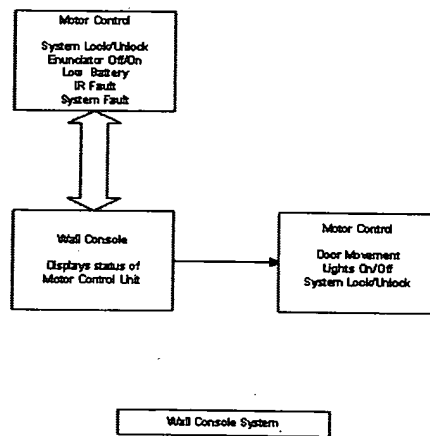 Motor Control
System Lock/Unlock
Enunciator Off/On
Low Battery
IR Fault
System Fault
Wall Console
Displays status of
Motor Control Unit
Motor Control
Door Movement
Lights On/Off
System Lock/Unlock
Wall Console System